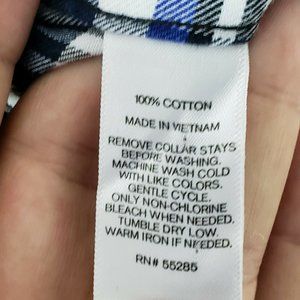 100% COTTON
MADE IN VIETNAM
REMOVE COLLAR STAYS
BEFORE WASHING.
MACHINE WASH COLD
WITH LIKE COLORS.
GENTLE CYCLE.
ONLY NON-CHLORINE
BLEACH WHEN NEEDED.
TUMBLE DRY LOW.
WARM IRON IF NEEDED.
RN# 55285